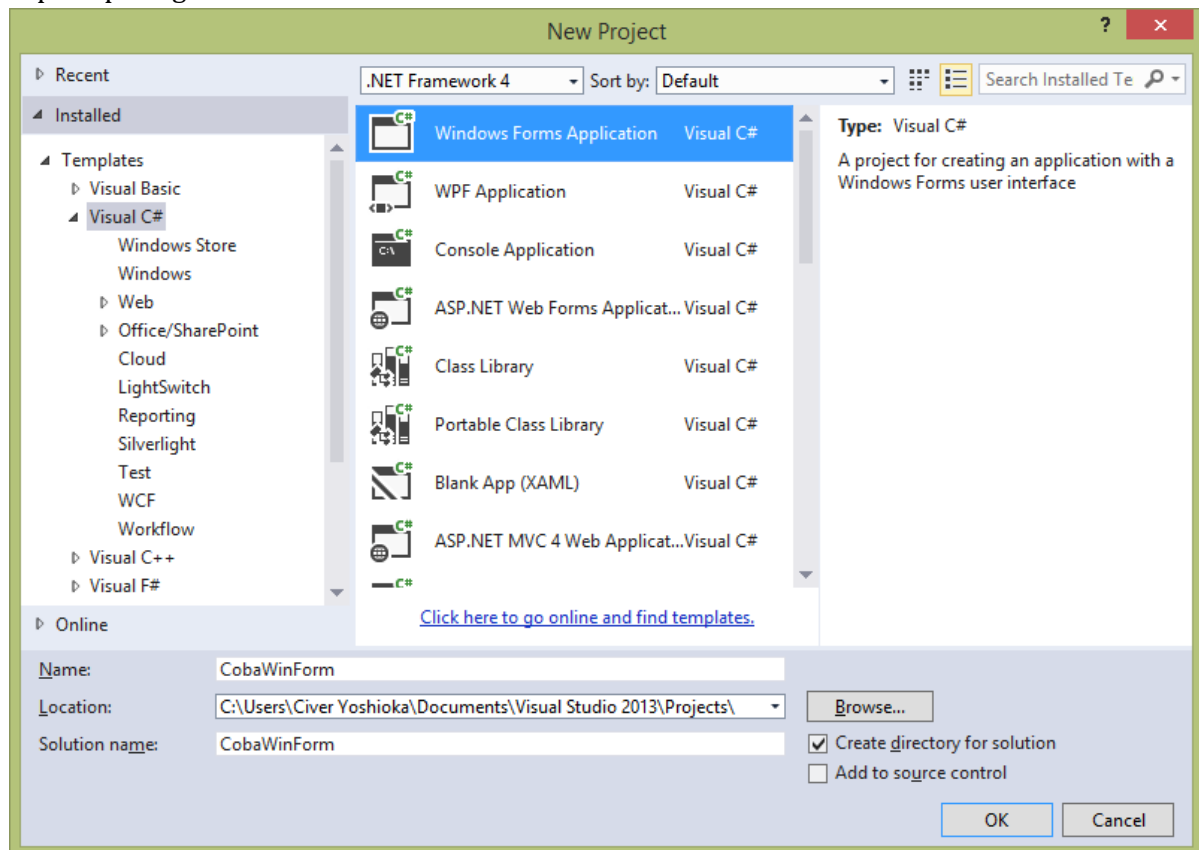 New Project
?
×
Recent
.NET Framework 4
Sort by:
Default
Search Installed Te
Installed
Templates
Visual Basic
Visual C#
Windows Store
Windows
Web
Office/SharePoint
Cloud
LightSwitch
Reporting
Silverlight
Test
WCF
Workflow
Visual C++
Visual F#
Online
C# Windows Forms Application Visual C#
C# WPF Application Visual C#
C# C:\ Console Application Visual C#
C# ASP.NET Web Forms Applicat... Visual C#
C# Class Library Visual C#
C# Portable Class Library Visual C#
C# Blank App (XAML) Visual C#
C# ASP.NET MVC 4 Web Applicat...Visual C#
C#
Click here to go online and find templates.
Type: Visual C#
A project for creating an application with a
Windows Forms user interface
Name: CobaWinForm
Location: C:\Users\Civer Yoshioka\Documents\Visual Studio 2013\Projects\
Browse...
Solution name: CobaWinForm
Create directory for solution
Add to source control
OK
Cancel